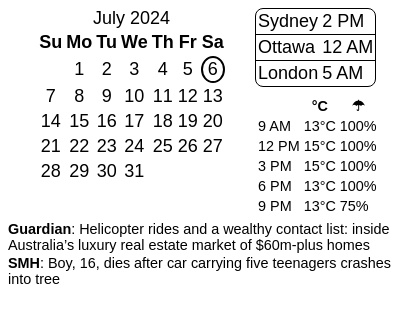 July 2024
Su Mo Tu We Th Fr Sa
1 2 3 4 5 6
7 8 9 10 11 12 13
14 15 16 17 18 19 20
21 22 23 24 25 26 27
28 29 30 31
Sydney 2 PM
Ottawa 12 AM
London 5 AM
°C ☂
9 AM 13°C 100%
12 PM 15°C 100%
3 PM 15°C 100%
6 PM 13°C 100%
9 PM 13°C 75%
Guardian: Helicopter rides and a wealthy contact list: inside
Australia’s luxury real estate market of $60m-plus homes
SMH: Boy, 16, dies after car carrying five teenagers crashes
into tree